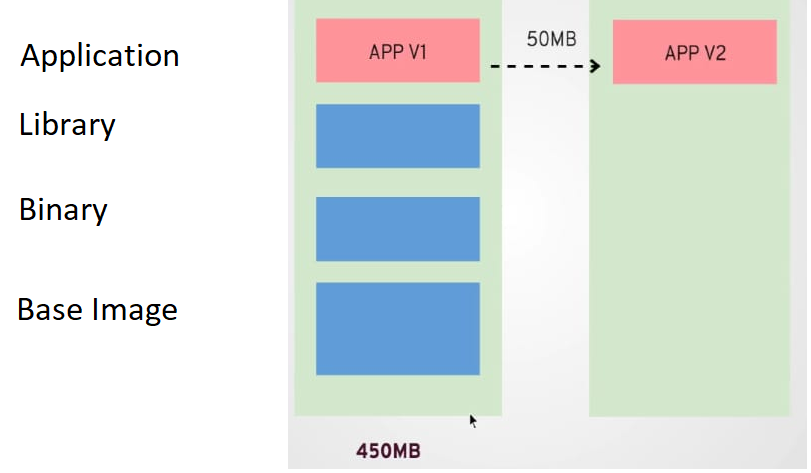 Application
APP V1
50MB
APP V2
Library
Binary
Base Image
450MB